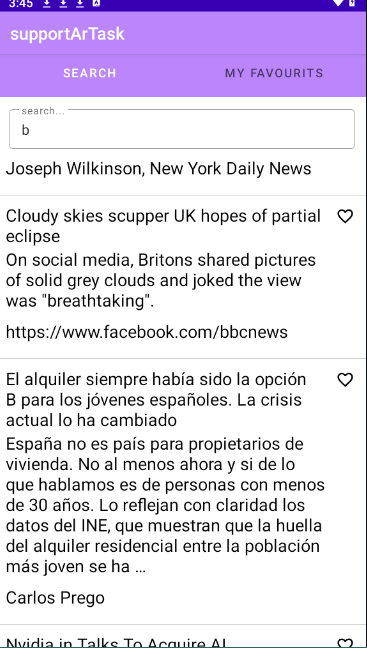 3:45
supportArTask
SEARCH
MY FAVOURITS
search...
b
Joseph Wilkinson, New York Daily News
Cloudy skies scupper UK hopes of partial
eclipse
On social media, Britons shared pictures
of solid grey clouds and joked the view
was "breathtaking".
https://www.facebook.com/bbcnews
El alquiler siempre había sido la opción
B para los jóvenes españoles. La crisis
actual lo ha cambiado
España no es país para propietarios de
vivienda. No al menos ahora y si de lo
que hablamos es de personas con menos
de 30 años. Lo reflejan con claridad los
datos del INE, que muestran que la huella
del alquiler residencial entre la población
más joven se ha ...
Carlos Prego
Nvidia in Talks To Acquire AI